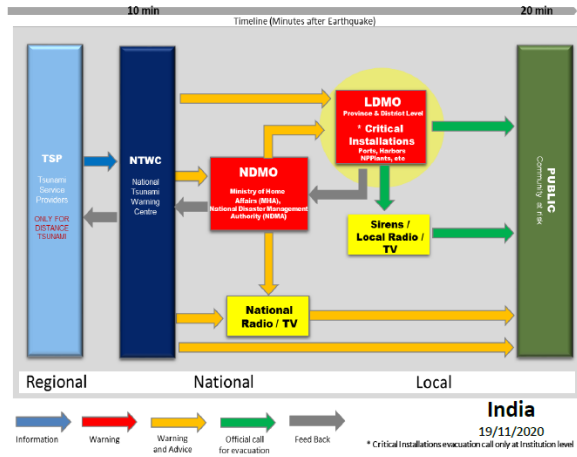 10 min
20 min
Timeline (Minutes after Earthquake)
TSP
Tsunami
Service
Providers
ONLY FOR
DISTANCE
TSUNAMI
NTWC
National
Tsunami
Warning
Centre
NDMO
Ministry of Home
Affairs (MHA),
National Disaster Management
Authority (NDMA)
LDMO
Province & District Level
* Critical
Installations
Ports, Harbors
NPPlants, etc
Sirens /
Local Radio /
TV
National
Radio / TV
PUBLIC
Community at risk
Regional
National
Local
Information
Warning
Warning
and Advice
Official call
for evacuation
Feed Back
India
19/11/2020
* Critical Installations evacuation call only at Institution level